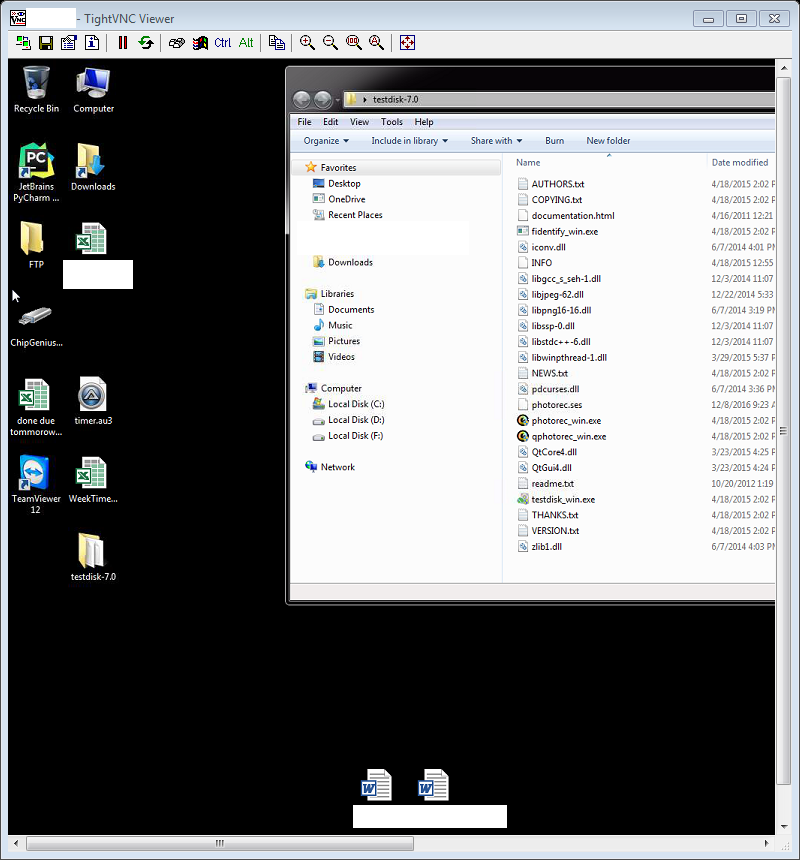 - TightVNC Viewer
Ctrl Alt
Recycle Bin
Computer
JetBrains
PyCharm ...
Downloads
FTP
ChipGenius...
done due
tommorow...
timer.au3
TeamViewer
12
WeekTime...
testdisk-7.0
testdisk-7.0
File Edit View Tools Help
Organize Include in library Share with Burn New folder
Favorites
Desktop
OneDrive
Recent Places
Downloads
Libraries
Documents
Music
Pictures
Videos
Computer
Local Disk (C:)
Local Disk (D:)
Local Disk (F:)
Network
Name Date modified
AUTHORS.txt 4/18/2015 2:02 P
COPYING.txt 4/18/2015 2:02 P
documentation.html 4/16/2011 12:21
fidentify_win.exe 4/18/2015 2:02 P
iconv.dll 6/7/2014 4:01 PM
INFO 4/18/2015 12:55
libgcc_s_seh-1.dll 12/3/2014 11:07
libjpeg-62.dll 12/22/2014 5:33
libpng16-16.dll 6/7/2014 3:19 PM
libssp-0.dll 12/3/2014 11:07
libstdc++-6.dll 12/3/2014 11:07
libwinpthread-1.dll 3/29/2015 5:37 P
NEWS.txt 4/18/2015 2:02 P
pdcurses.dll 6/7/2014 3:36 PM
photorec.ses 12/8/2016 9:23 A
photorec_win.exe 4/18/2015 2:02 P
qphotorec_win.exe 4/18/2015 2:02 P
QtCore4.dll 3/23/2015 4:25 P
QtGui4.dll 3/23/2015 4:24 P
readme.txt 10/20/2012 1:19
testdisk_win.exe 4/18/2015 2:02 P
THANKS.txt 4/18/2015 2:02 P
VERSION.txt 4/18/2015 2:02 P
zlib1.dll 6/7/2014 4:03 PM